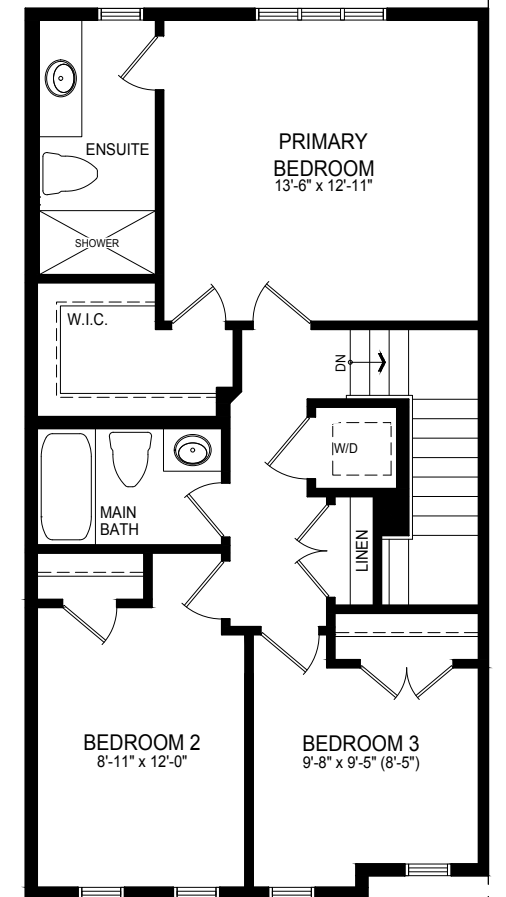 ENSUITE
PRIMARY
BEDROOM
13'-6" x 12'-11"
SHOWER
W.I.C.
DN
W/D
MAIN
BATH
LINEN
BEDROOM 2
8'-11" x 12'-0"
BEDROOM 3
9'-8" x 9'-5" (8'-5")